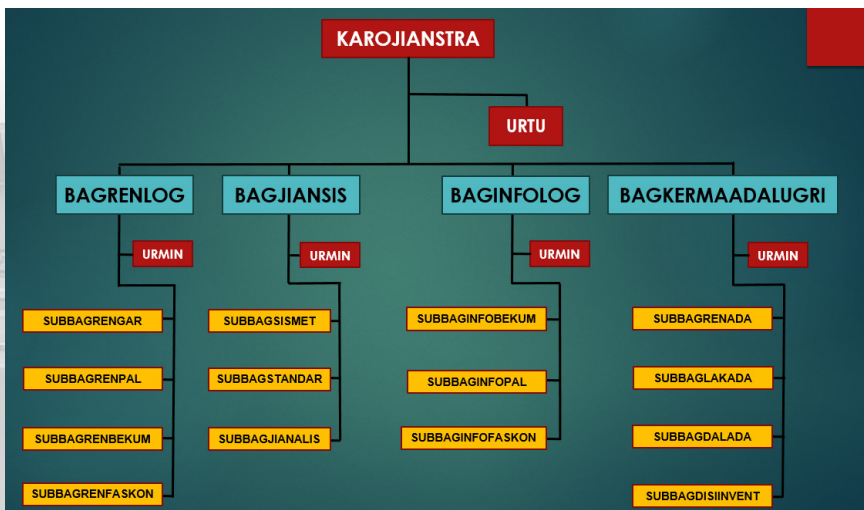 KAROJIANSTRA
URTU
BAGRENLOG
BAGJIANSIS
BAGINFOLOG
BAGKERMAADALUGRI
URMIN
URMIN
URMIN
URMIN
SUBBAGRENGAR
SUBBAGSISMET
SUBBAGINFOBEKUM
SUBBAGRENADA
SUBBAGRENPAL
SUBBAGSTANDAR
SUBBAGINFOPAL
SUBBAGLAKADA
SUBBAGRENBEKUM
SUBBAGJIANALIS
SUBBAGINFOFASKON
SUBBAGDALADA
SUBBAGRENFASKON
SUBBAGDISIINVENT